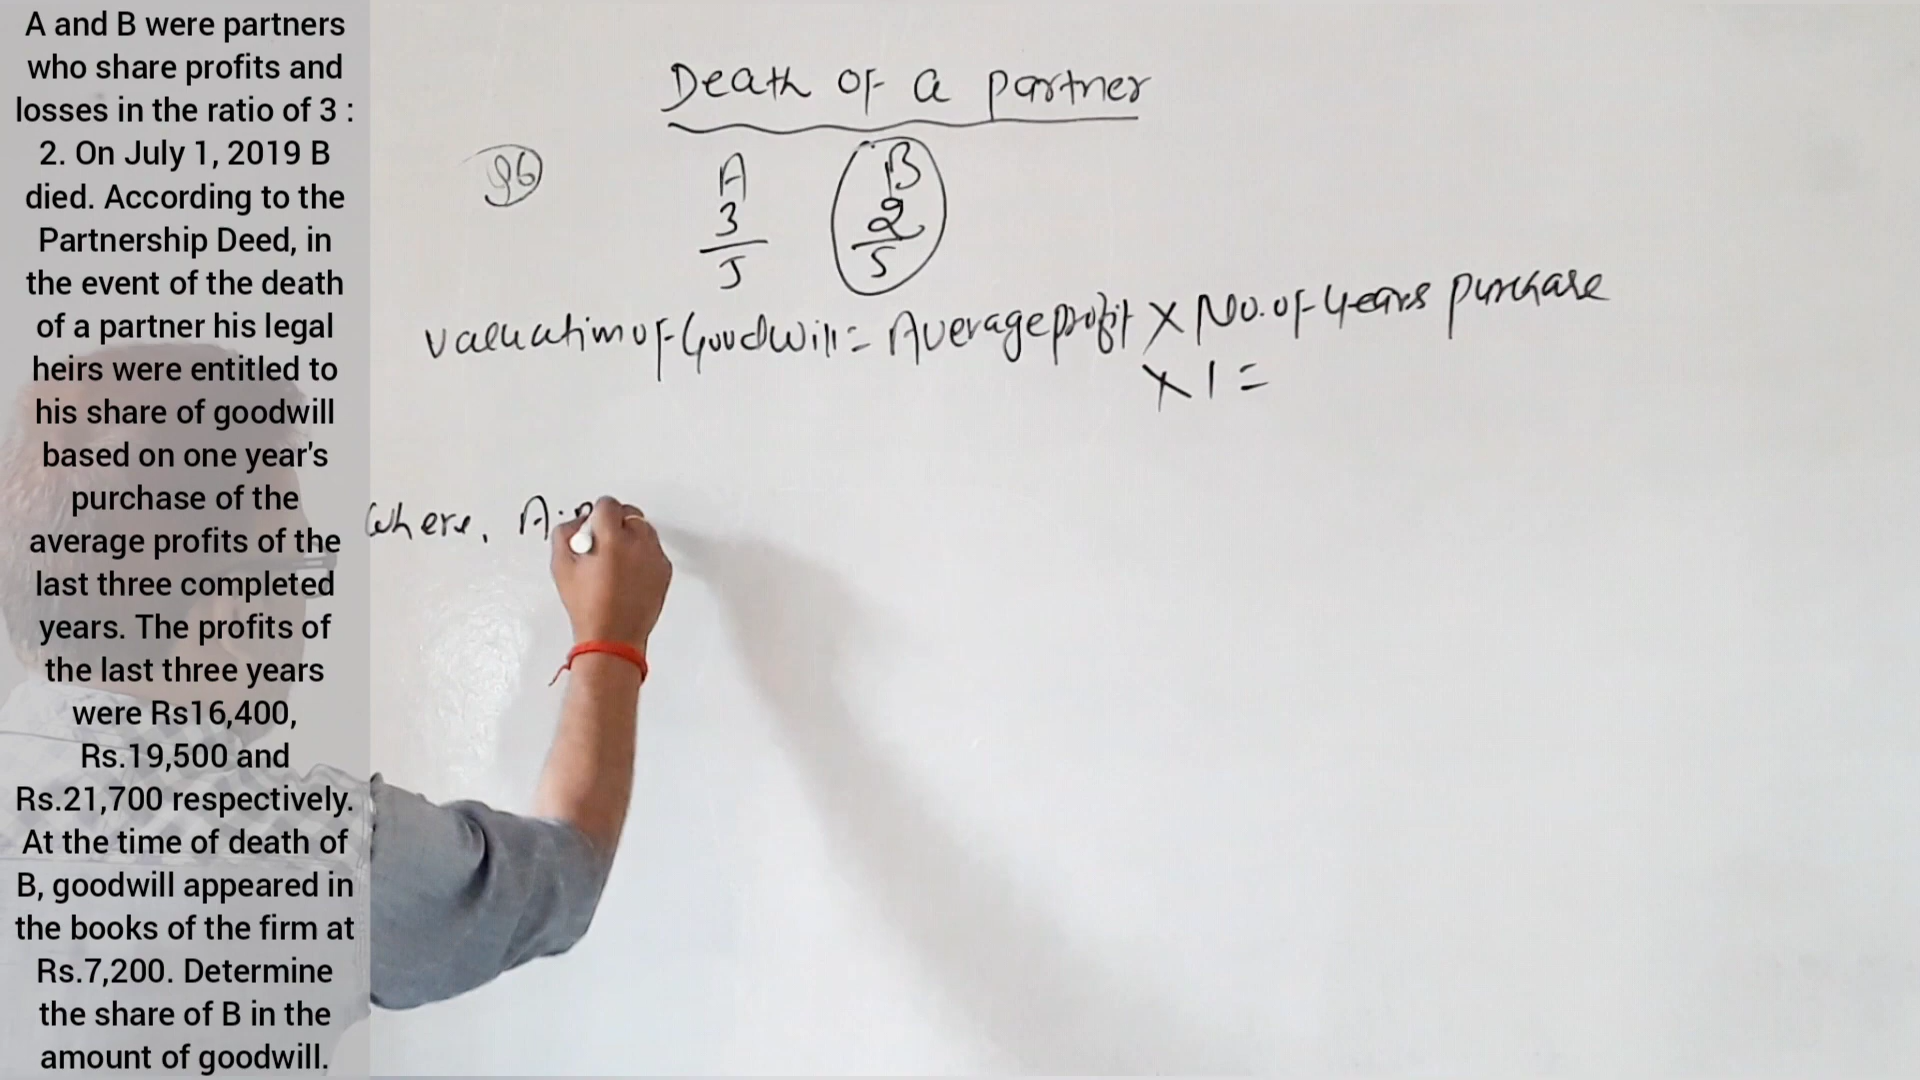 A and B were partners
who share profits and
losses in the ratio of 3 :
2. On July 1, 2019 B
died. According to the
Partnership Deed, in
the event of the death
of a partner his legal
heirs were entitled to
his share of goodwill
based on one year's
purchase of the
average profits of the
last three completed
years. The profits of
the last three years
were Rs16,400,
Rs.19,500 and
Rs.21,700 respectively.
At the time of death of
B, goodwill appeared in
the books of the firm at
Rs.7,200. Determine
the share of B in the
amount of goodwill.
Death of a partner
96
A B
3 2
5 5
Valuation of Goodwill = Average profit X No. of years purchase
X 1 =
Where, A.